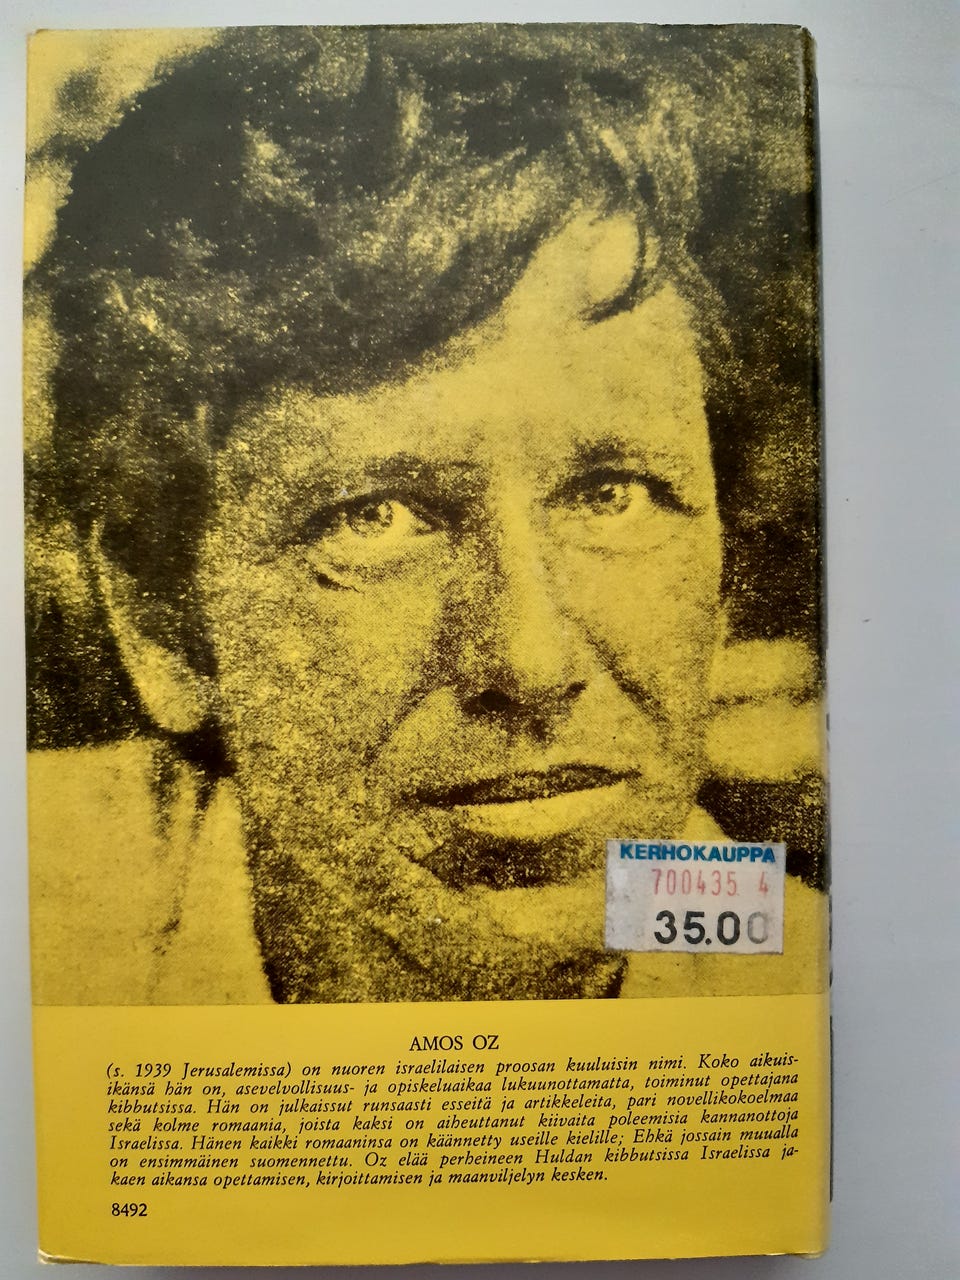 KERHOKAUPPA
700435 4
35.00
AMOS OZ
(s. 1939 Jerusalemissa) on nuoren israelilaisen proosan kuuluisin nimi. Koko aikuis-
ikänsä hän on, asevelvollisuus- ja opiskeluaikaa lukuunottamatta, toiminut opettajana
kibbutsissa. Hän on julkaissut runsaasti esseitä ja artikkeleita, pari novellikokoelmaa
sekä kolme romaania, joista kaksi on aiheuttanut kiivaita poleemisia kannanottoja
Israelissa. Hänen kaikki romaaninsa on käännetty useille kielille; Ehkä jossain muualla
on ensimmäinen suomennettu. Oz elää perheineen Huldan kibbutsissa Israelissa ja-
kaen aikansa opettamisen, kirjoittamisen ja maanviljelyn kesken.
8492